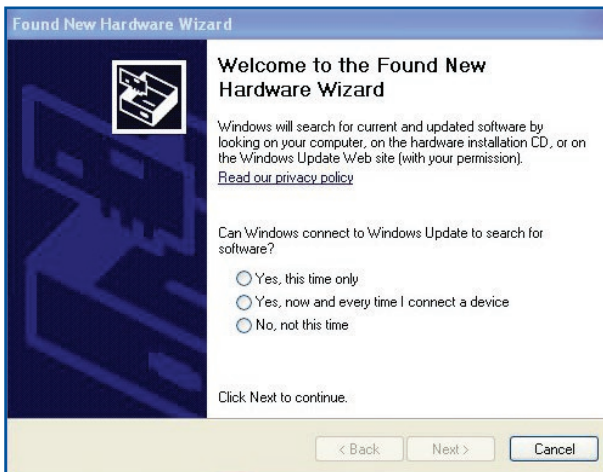 Found New Hardware Wizard
Welcome to the Found New
Hardware Wizard
Windows will search for current and updated software by
looking on your computer, on the hardware installation CD, or on
the Windows Update Web site (with your permission).
Read our privacy policy
Can Windows connect to Windows Update to search for
software?
Yes, this time only
Yes, now and every time I connect a device
No, not this time
Click Next to continue.
< Back Next > Cancel